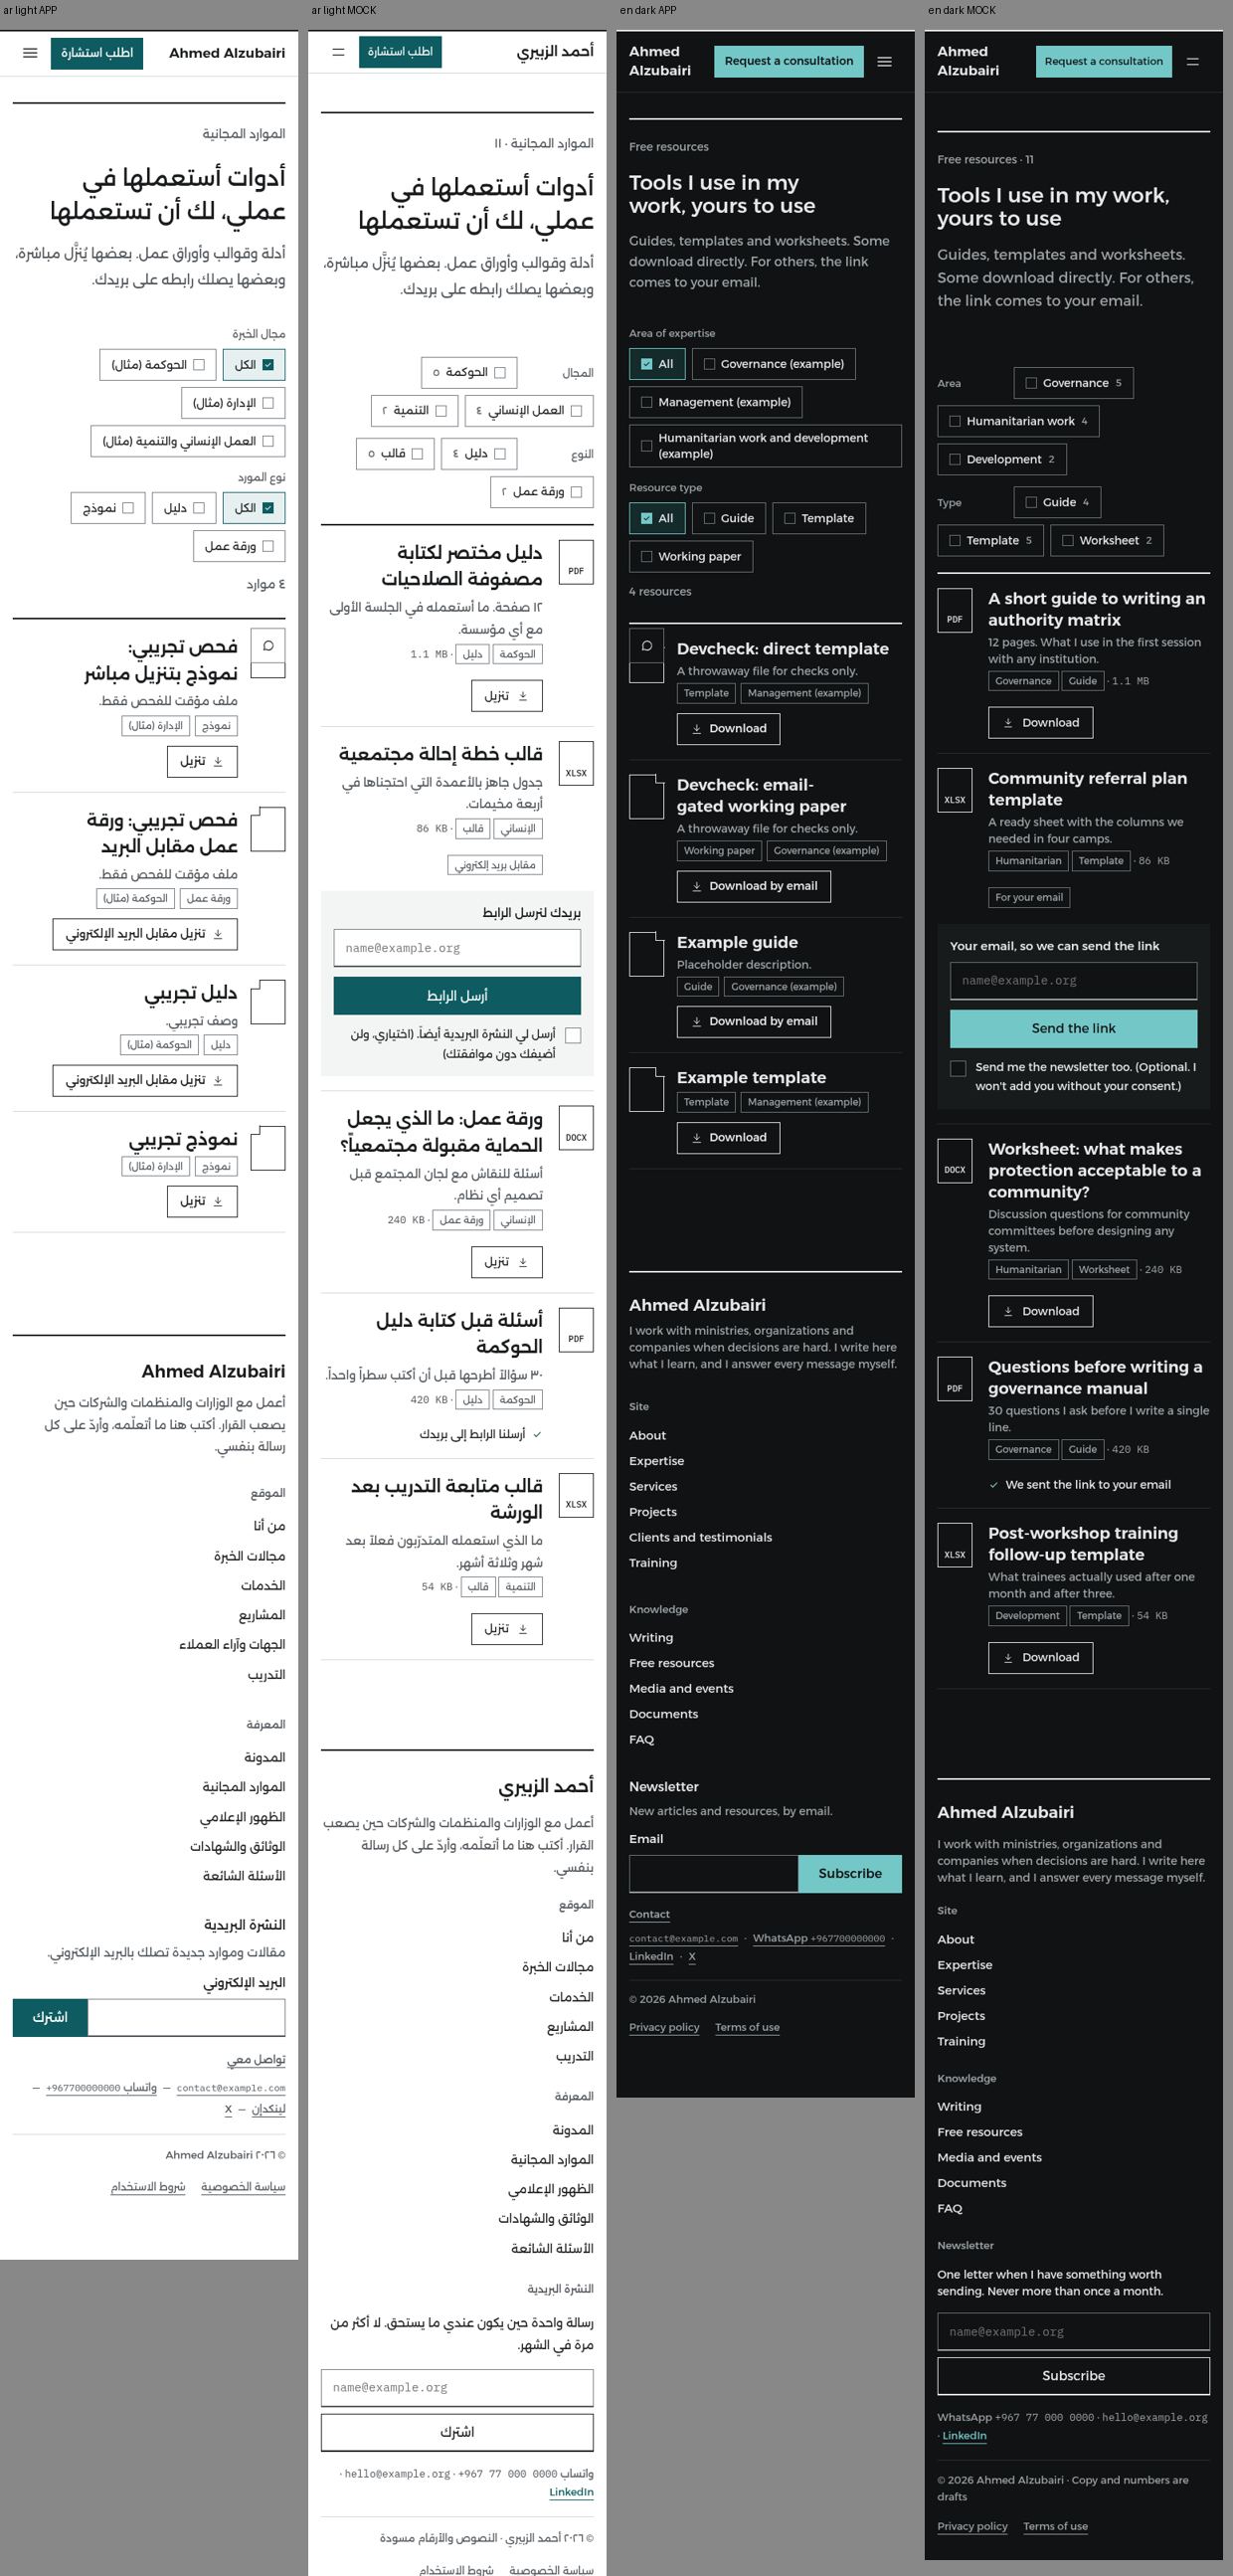 ar light APP
Ahmed Alzubairi
اطلب استشارة
الموارد المجانية
أدوات أستعملها في
عملي، لك أن تستعملها
أدلة وقوالب وأوراق عمل. بعضها يُنزَّل مباشرة،
وبعضها يصلك رابطه على بريدك.
مجال الخبرة
الكل
الحوكمة (مثال)
الإدارة (مثال)
العمل الإنساني والتنمية (مثال)
نوع المورد
الكل
دليل
نموذج
ورقة عمل
٤ موارد
فحص تجريبي:
نموذج بتنزيل مباشر
ملف مؤقت للفحص فقط.
نموذج
الإدارة (مثال)
تنزيل
فحص تجريبي: ورقة
عمل مقابل البريد
ملف مؤقت للفحص فقط.
ورقة عمل
الحوكمة (مثال)
تنزيل مقابل البريد الإلكتروني
دليل تجريبي
وصف تجريبي.
دليل
الحوكمة (مثال)
تنزيل مقابل البريد الإلكتروني
نموذج تجريبي
نموذج
الإدارة (مثال)
تنزيل
Ahmed Alzubairi
أعمل مع الوزارات والمنظمات والشركات حين
يصعب القرار. أكتب هنا ما أتعلّمه، وأردّ على كل
رسالة بنفسي.
الموقع
من أنا
مجالات الخبرة
الخدمات
المشاريع
الجهات وآراء العملاء
التدريب
المعرفة
المدونة
الموارد المجانية
الظهور الإعلامي
الوثائق والشهادات
الأسئلة الشائعة
النشرة البريدية
مقالات وموارد جديدة تصلك بالبريد الإلكتروني.
البريد الإلكتروني
اشترك
تواصل معي
contact@example.com — واتساب +967700000000 —
لينكدإن — X
© ٢٠٢٦ Ahmed Alzubairi
سياسة الخصوصية
شروط الاستخدام
ar light MOCK
أحمد الزبيري
اطلب استشارة
الموارد المجانية · ١١
أدوات أستعملها في
عملي، لك أن تستعملها
أدلة وقوالب وأوراق عمل. بعضها يُنزَّل مباشرة،
وبعضها يصلك رابطه على بريدك.
المجال
الحوكمة ٥
العمل الإنساني ٤
التنمية ٢
النوع
دليل ٤
قالب ٥
ورقة عمل ٢
PDF
دليل مختصر لكتابة
مصفوفة الصلاحيات
١٢ صفحة. ما أستعمله في الجلسة الأولى
مع أي مؤسسة.
الحوكمة دليل · 1.1 MB
تنزيل
XLSX
قالب خطة إحالة مجتمعية
جدول جاهز بالأعمدة التي احتجناها في
أربعة مخيمات.
الإنساني قالب · 86 KB
مقابل بريد إلكتروني
بريدك لنرسل الرابط
name@example.org
أرسل الرابط
أرسل لي النشرة البريدية أيضاً. (اختياري، ولن
أضيفك دون موافقتك)
DOCX
ورقة عمل: ما الذي يجعل
الحماية مقبولة مجتمعياً؟
أسئلة للنقاش مع لجان المجتمع قبل
تصميم أي نظام.
الإنساني ورقة عمل · 240 KB
تنزيل
PDF
أسئلة قبل كتابة دليل
الحوكمة
٣٠ سؤالاً أطرحها قبل أن أكتب سطراً واحداً.
الحوكمة دليل · 420 KB
أرسلنا الرابط إلى بريدك
XLSX
قالب متابعة التدريب بعد
الورشة
ما الذي استعمله المتدرّبون فعلاً بعد
شهر وثلاثة أشهر.
التنمية قالب · 54 KB
تنزيل
أحمد الزبيري
أعمل مع الوزارات والمنظمات والشركات حين يصعب
القرار. أكتب هنا ما أتعلّمه، وأردّ على كل رسالة
بنفسي.
الموقع
من أنا
مجالات الخبرة
الخدمات
المشاريع
التدريب
المعرفة
المدونة
الموارد المجانية
الظهور الإعلامي
الوثائق والشهادات
الأسئلة الشائعة
النشرة البريدية
رسالة واحدة حين يكون عندي ما يستحق. لا أكثر من
مرة في الشهر.
name@example.org
اشترك
واتساب +967 77 000 0000 · hello@example.org ·
LinkedIn
© ٢٠٢٦ أحمد الزبيري · النصوص والأرقام مسودة
سياسة الخصوصية
شروط الاستخدام
en dark APP
Ahmed
Alzubairi
Request a consultation
Free resources
Tools I use in my
work, yours to use
Guides, templates and worksheets. Some
download directly. For others, the link
comes to your email.
Area of expertise
All
Governance (example)
Management (example)
Humanitarian work and development
(example)
Resource type
All
Guide
Template
Working paper
4 resources
Devcheck: direct template
A throwaway file for checks only.
Template
Management (example)
Download
Devcheck: email-
gated working paper
A throwaway file for checks only.
Working paper
Governance (example)
Download by email
Example guide
Placeholder description.
Guide
Governance (example)
Download by email
Example template
Template
Management (example)
Download
Ahmed Alzubairi
I work with ministries, organizations and
companies when decisions are hard. I write here
what I learn, and I answer every message myself.
Site
About
Expertise
Services
Projects
Clients and testimonials
Training
Knowledge
Writing
Free resources
Media and events
Documents
FAQ
Newsletter
New articles and resources, by email.
Email
Subscribe
Contact
contact@example.com · WhatsApp +967700000000 ·
LinkedIn · X
© 2026 Ahmed Alzubairi
Privacy policy
Terms of use
en dark MOCK
Ahmed
Alzubairi
Request a consultation
Free resources · 11
Tools I use in my work,
yours to use
Guides, templates and worksheets.
Some download directly. For others,
the link comes to your email.
Area
Governance 5
Humanitarian work 4
Development 2
Type
Guide 4
Template 5
Worksheet 2
PDF
A short guide to writing an
authority matrix
12 pages. What I use in the first session
with any institution.
Governance Guide · 1.1 MB
Download
XLSX
Community referral plan
template
A ready sheet with the columns we
needed in four camps.
Humanitarian Template · 86 KB
For your email
Your email, so we can send the link
name@example.org
Send the link
Send me the newsletter too. (Optional. I
won't add you without your consent.)
DOCX
Worksheet: what makes
protection acceptable to a
community?
Discussion questions for community
committees before designing any
system.
Humanitarian Worksheet · 240 KB
Download
PDF
Questions before writing a
governance manual
30 questions I ask before I write a single
line.
Governance Guide · 420 KB
We sent the link to your email
XLSX
Post-workshop training
follow-up template
What trainees actually used after one
month and after three.
Development Template · 54 KB
Download
Ahmed Alzubairi
I work with ministries, organizations and
companies when decisions are hard. I write here
what I learn, and I answer every message myself.
Site
About
Expertise
Services
Projects
Training
Knowledge
Writing
Free resources
Media and events
Documents
FAQ
Newsletter
One letter when I have something worth
sending. Never more than once a month.
name@example.org
Subscribe
WhatsApp +967 77 000 0000 · hello@example.org
· LinkedIn
© 2026 Ahmed Alzubairi · Copy and numbers are
drafts
Privacy policy
Terms of use